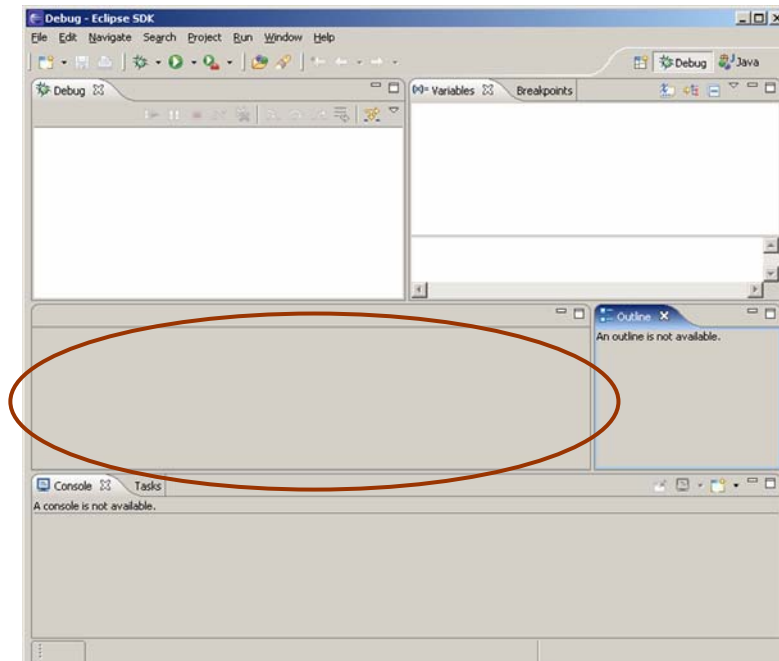 Debug - Eclipse SDK
File Edit Navigate Search Project Run Window Help
Debug Java
Debug
(x)= Variables Breakpoints
Outline
An outline is not available.
Console Tasks
A console is not available.